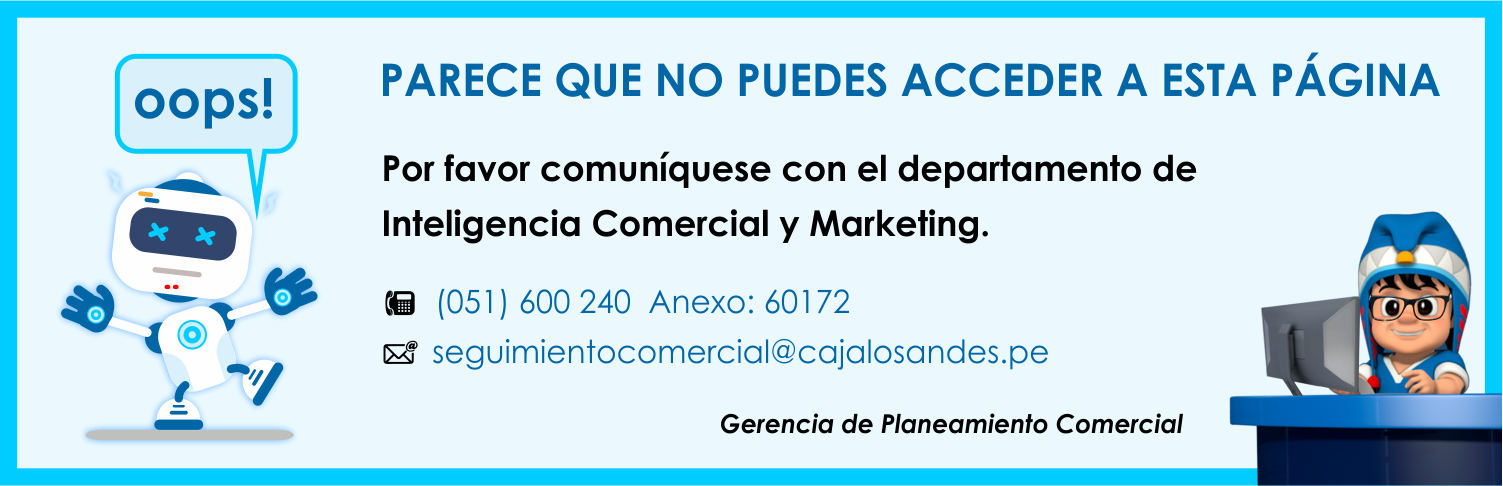 oops!
PARECE QUE NO PUEDES ACCEDER A ESTA PÁGINA
Por favor comuníquese con el departamento de
Inteligencia Comercial y Marketing.
(051) 600 240 Anexo: 60172
seguimientocomercial@cajalosandes.pe
Gerencia de Planeamiento Comercial